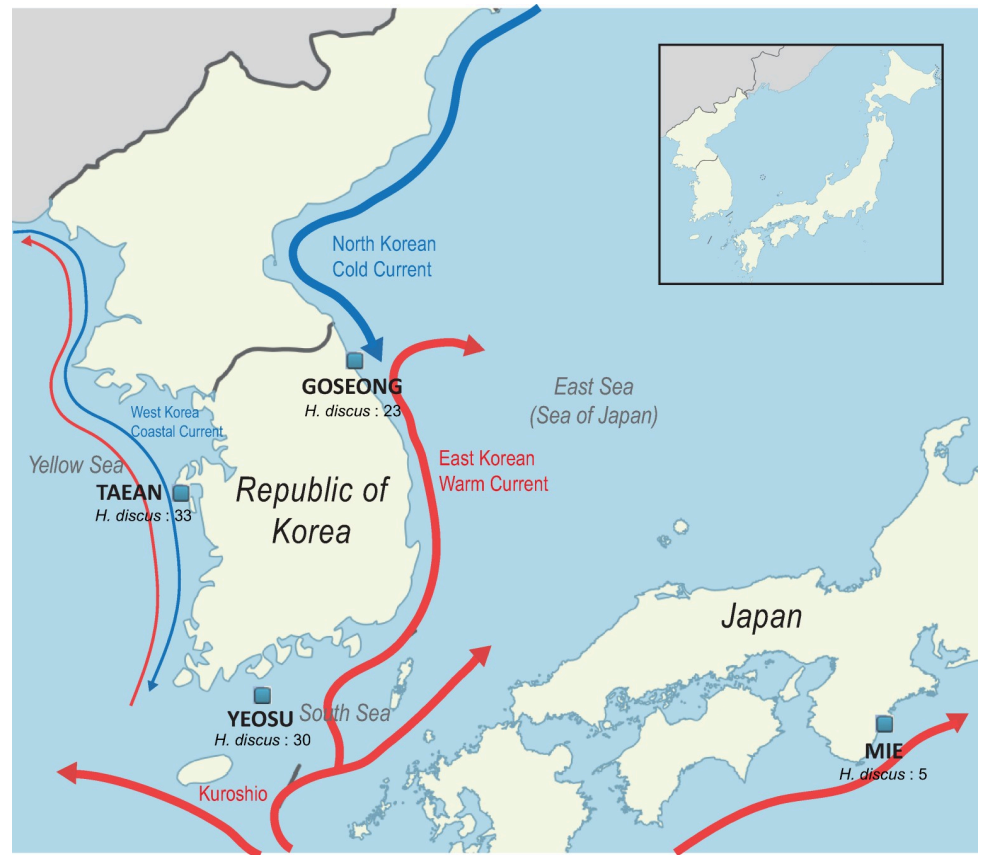 North Korean
Cold Current
GOSEONG
H. discus : 23
East Sea
(Sea of Japan)
West Korea
Coastal Current
East Korean
Warm Current
Yellow Sea
TAEAN
H. discus : 33
Republic of
Korea
Japan
YEOSU
South Sea
H. discus : 30
MIE
H. discus : 5
Kuroshio